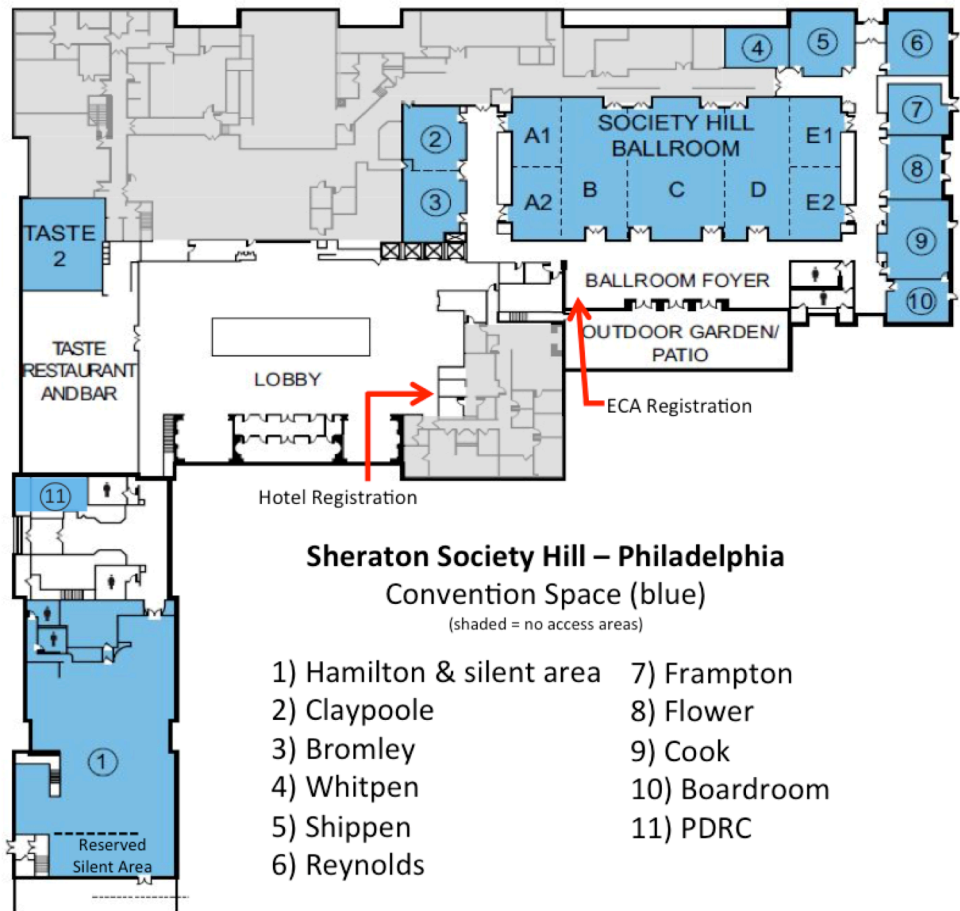 4
5
6
7
8
9
10
2
3
A1
A2
SOCIETY HILL
BALLROOM
B
C
D
E1
E2
TASTE
2
BALLROOM FOYER
OUTDOOR GARDEN/
PATIO
TASTE
RESTAURANT
AND BAR
LOBBY
ECA Registration
Hotel Registration
11
1
Reserved
Silent Area
Sheraton Society Hill – Philadelphia
Convention Space (blue)
(shaded = no access areas)
1) Hamilton & silent area
2) Claypoole
3) Bromley
4) Whitpen
5) Shippen
6) Reynolds
7) Frampton
8) Flower
9) Cook
10) Boardroom
11) PDRC